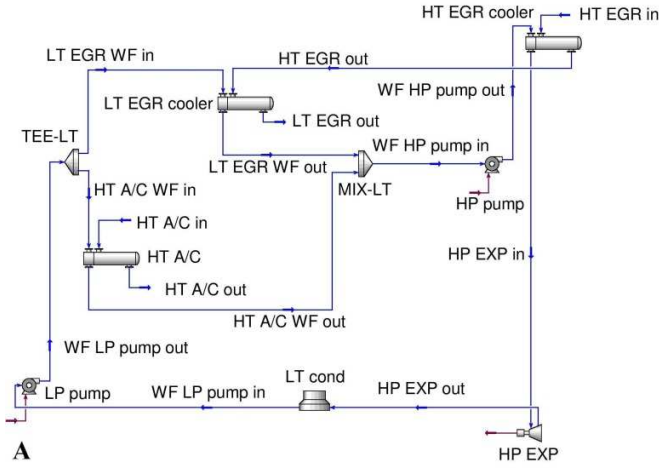 HT EGR cooler
HT EGR in
LT EGR WF in
HT EGR out
WF HP pump out
LT EGR cooler
LT EGR out
TEE-LT
WF HP pump in
LT EGR WF out
MIX-LT
HT A/C WF in
HP pump
HT A/C in
HT A/C
HP EXP in
HT A/C out
HT A/C WF out
WF LP pump out
LT cond
LP pump
WF LP pump in
HP EXP out
A
HP EXP